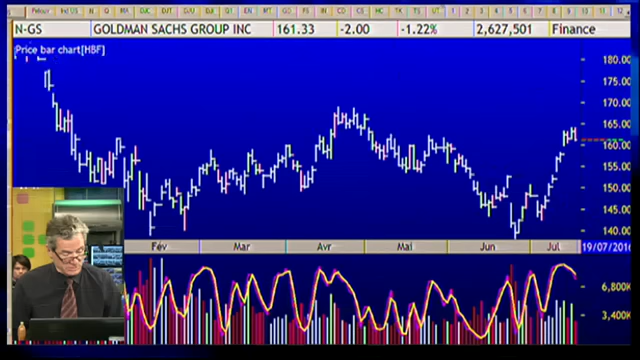 N-GS GOLDMAN SACHS GROUP INC 161.33 -2.00 -1.22% 2,627,501 Finance
Price bar chart[HBF]
180.00
175.00
170.00
165.00
160.00
155.00
150.00
145.00
140.00
Fév Mar Avr Mai Jun Jul 19/07/2016
6,800K
3,400K